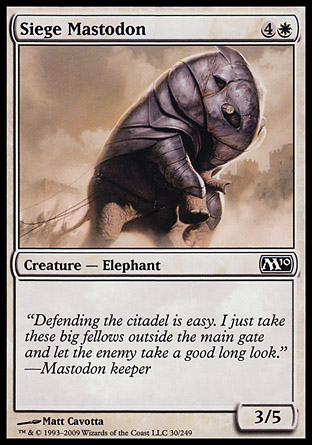 Siege Mastodon 4
Creature — Elephant M10
“Defending the citadel is easy. I just take
these big fellows outside the main gate
and let the enemy take a good long look.”
—Mastodon keeper
Matt Cavotta
™ & © 1993–2009 Wizards of the Coast LLC 30/249
3/5